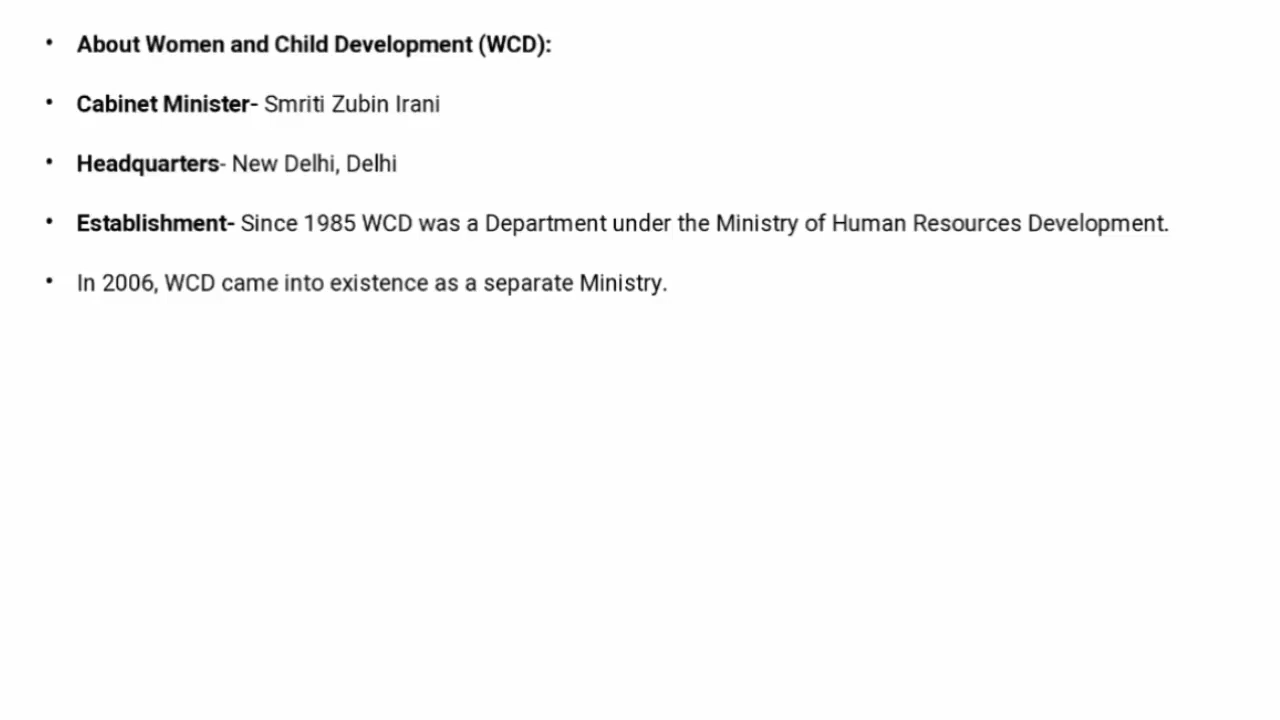 • About Women and Child Development (WCD):
• Cabinet Minister- Smriti Zubin Irani
• Headquarters- New Delhi, Delhi
• Establishment- Since 1985 WCD was a Department under the Ministry of Human Resources Development.
• In 2006, WCD came into existence as a separate Ministry.